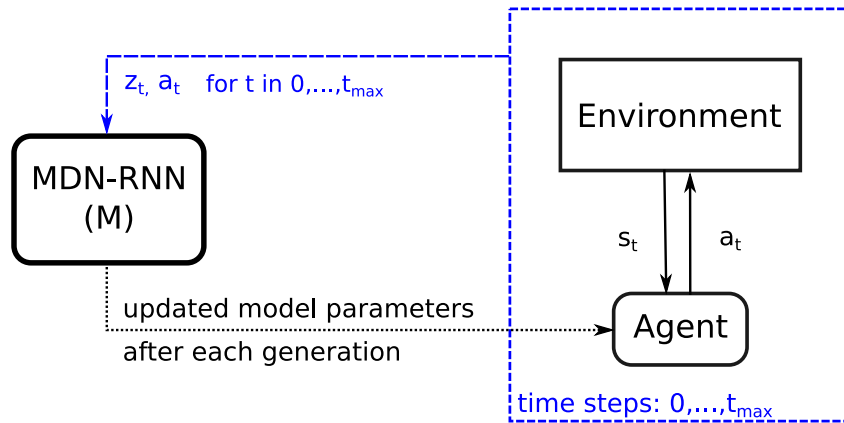 z_t, a_t for t in 0,...,t_max
Environment
MDN-RNN
(M)
s_t
a_t
updated model parameters
after each generation
Agent
time steps: 0,...,t_max